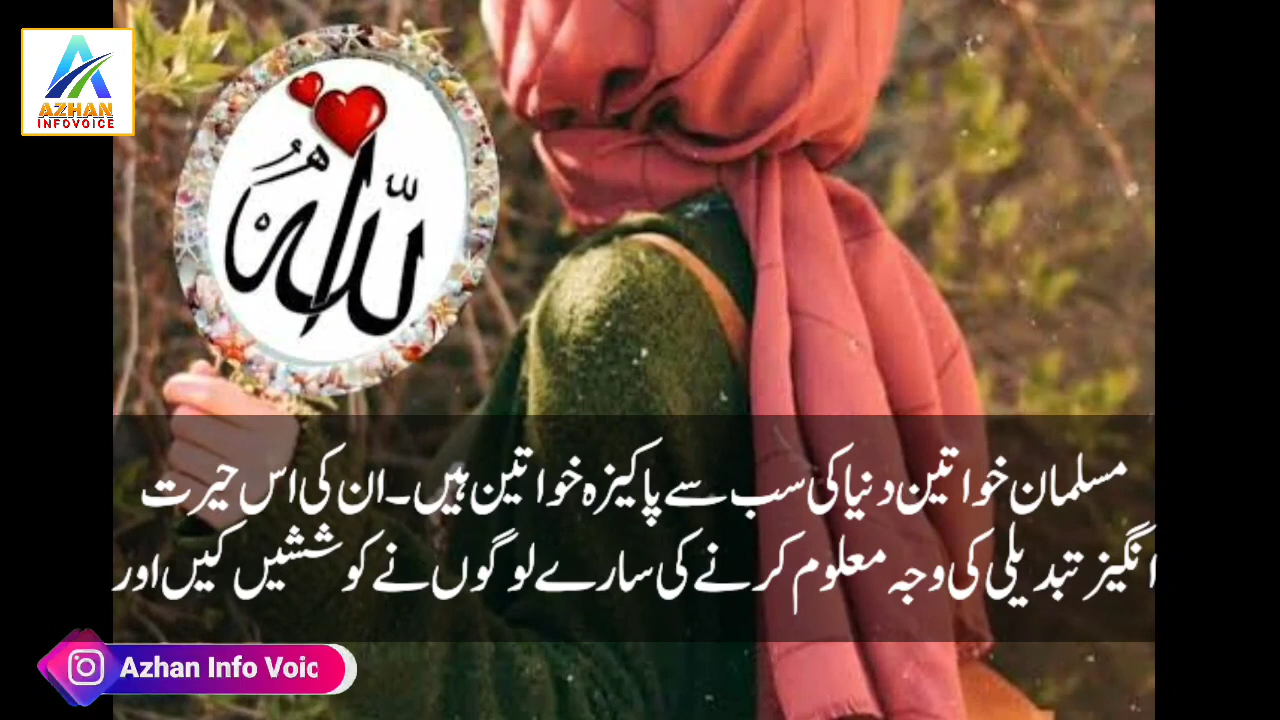 AZHAN
INFOVOICE
الله
مسلمان خواتین دنیا کی سب سے پاکیزہ خواتین ہیں۔ ان کی اس حیرت
انگیز تبدیلی کی وجہ معلوم کرنے کی سارے لوگوں نے کوششیں کیں اور
Azhan Info Voic